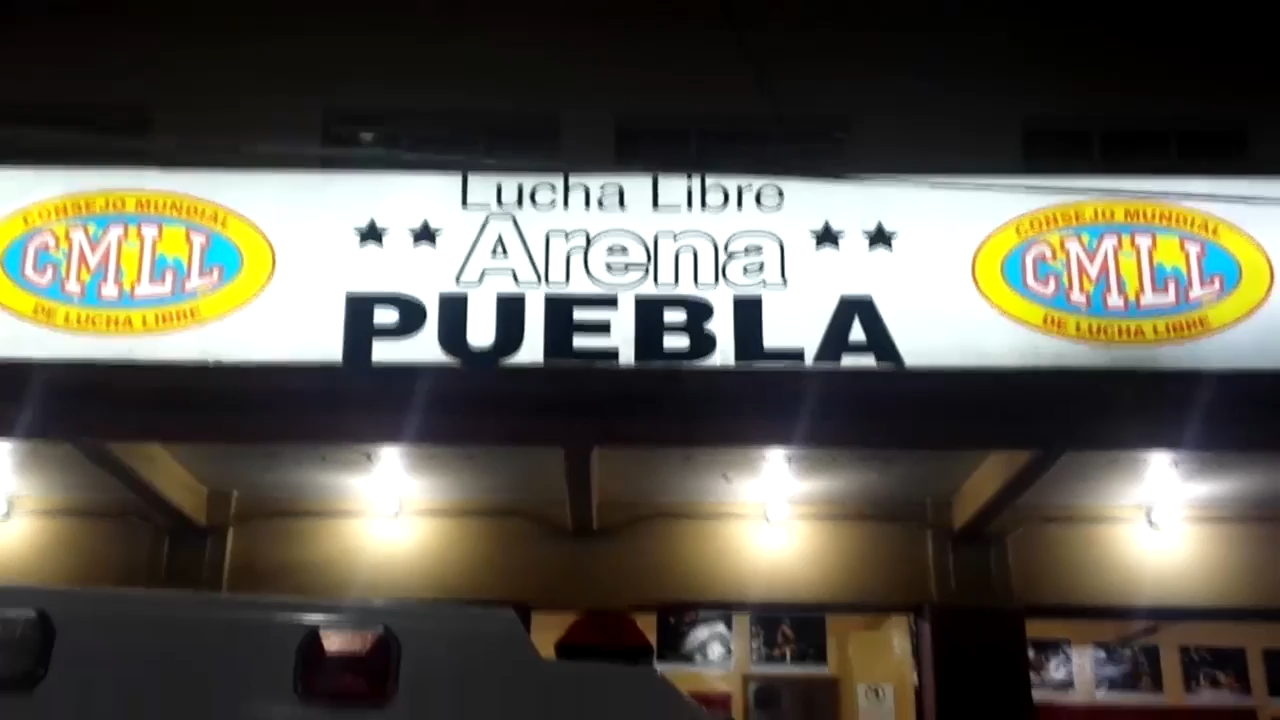 CONSEJO MUNDIAL
CMLL
DE LUCHA LIBRE
Lucha Libre
Arena
PUEBLA
CONSEJO MUNDIAL
CMLL
DE LUCHA LIBRE